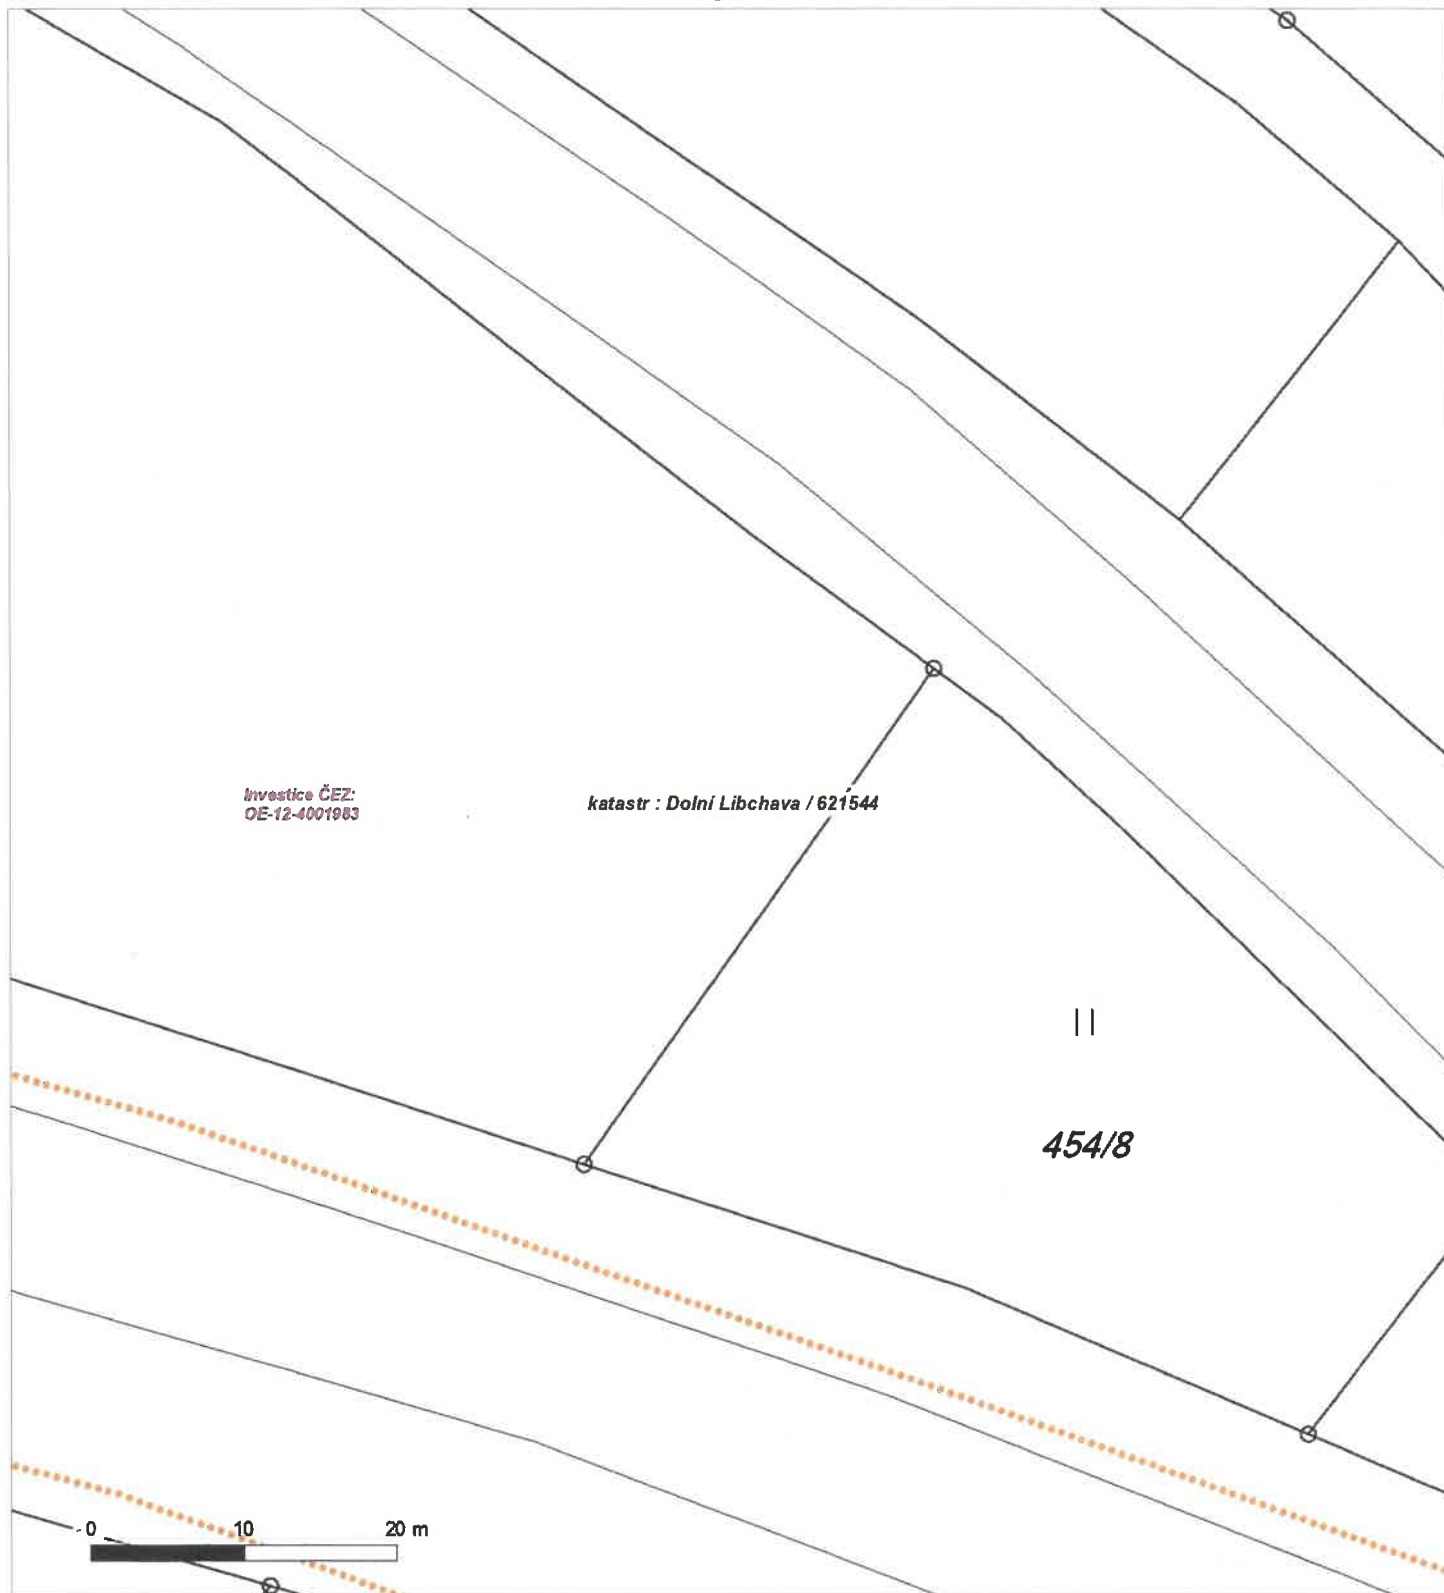 Investice ČEZ:
OE-12-4001983
katastr : Dolní Libchava / 621544
454/8
0 10 20 m